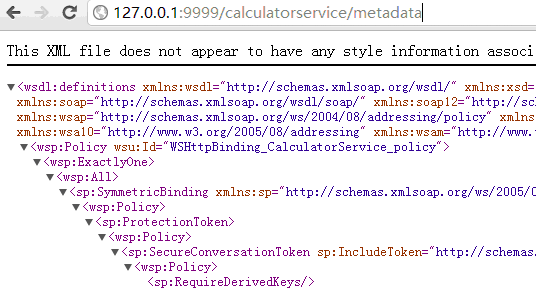 127.0.0.1:9999/calculatorservice/metadata
This XML file does not appear to have any style information associ
▼<wsdl:definitions xmlns:wsdl="http://schemas.xmlsoap.org/wsdl/" xmlns:xsd=
xmlns:soap="http://schemas.xmlsoap.org/wsdl/soap/" xmlns:soap12="http://schema
xmlns:wsp="http://schemas.xmlsoap.org/ws/2004/08/addressing/policy" xmlns:
xmlns:wsa10="http://www.w3.org/2005/08/addressing" xmlns:wsam="http://www.
▼<wsp:Policy wsu:Id="WSHttpBinding_CalculatorService_policy">
▼<wsp:ExactlyOne>
▼<wsp:All>
▼<sp:SymmetricBinding xmlns:sp="http://schemas.xmlsoap.org/ws/2005/0
▼<wsp:Policy>
▼<sp:ProtectionToken>
▼<wsp:Policy>
▼<sp:SecureConversationToken sp:IncludeToken="http://schemas.
▼<wsp:Policy>
<sp:RequireDerivedKeys/>